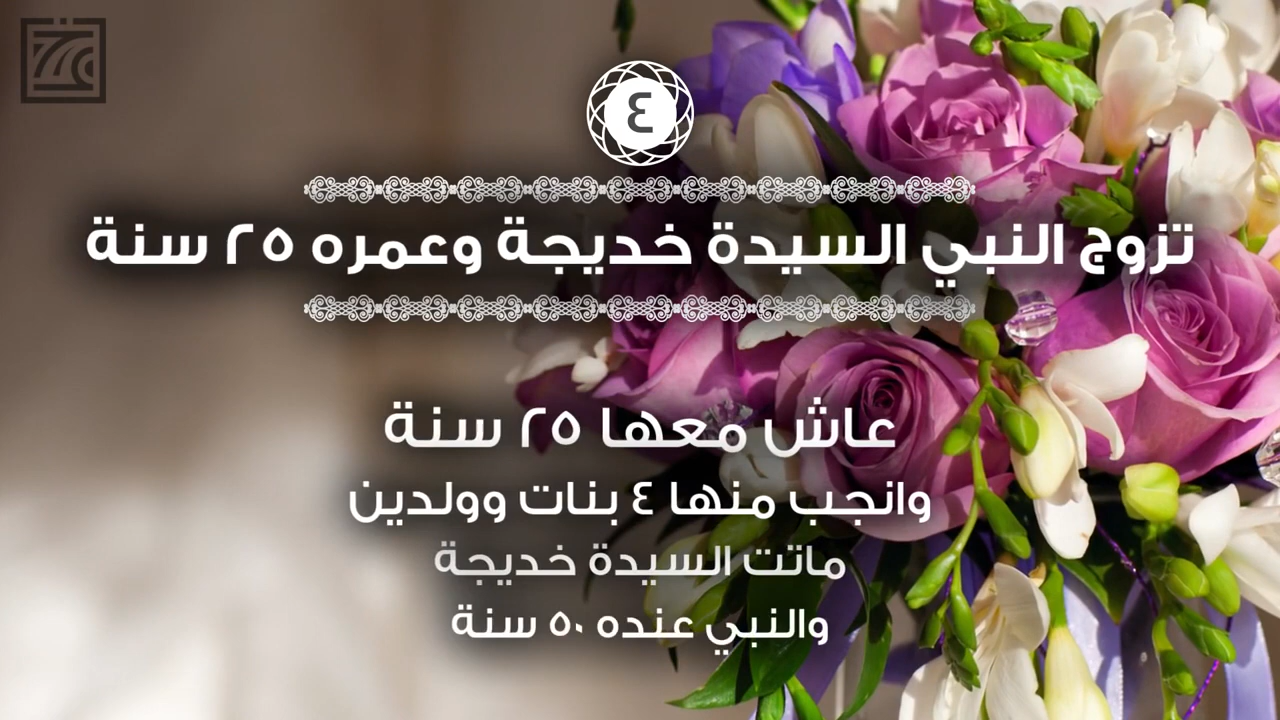 ٤
تزوج النبي السيدة خديجة وعمره ٢٥ سنة
عاش معها ٢٥ سنة
وانجب منها ٤ بنات وولدين
ماتت السيدة خديجة
والنبي عنده ٥٠ سنة